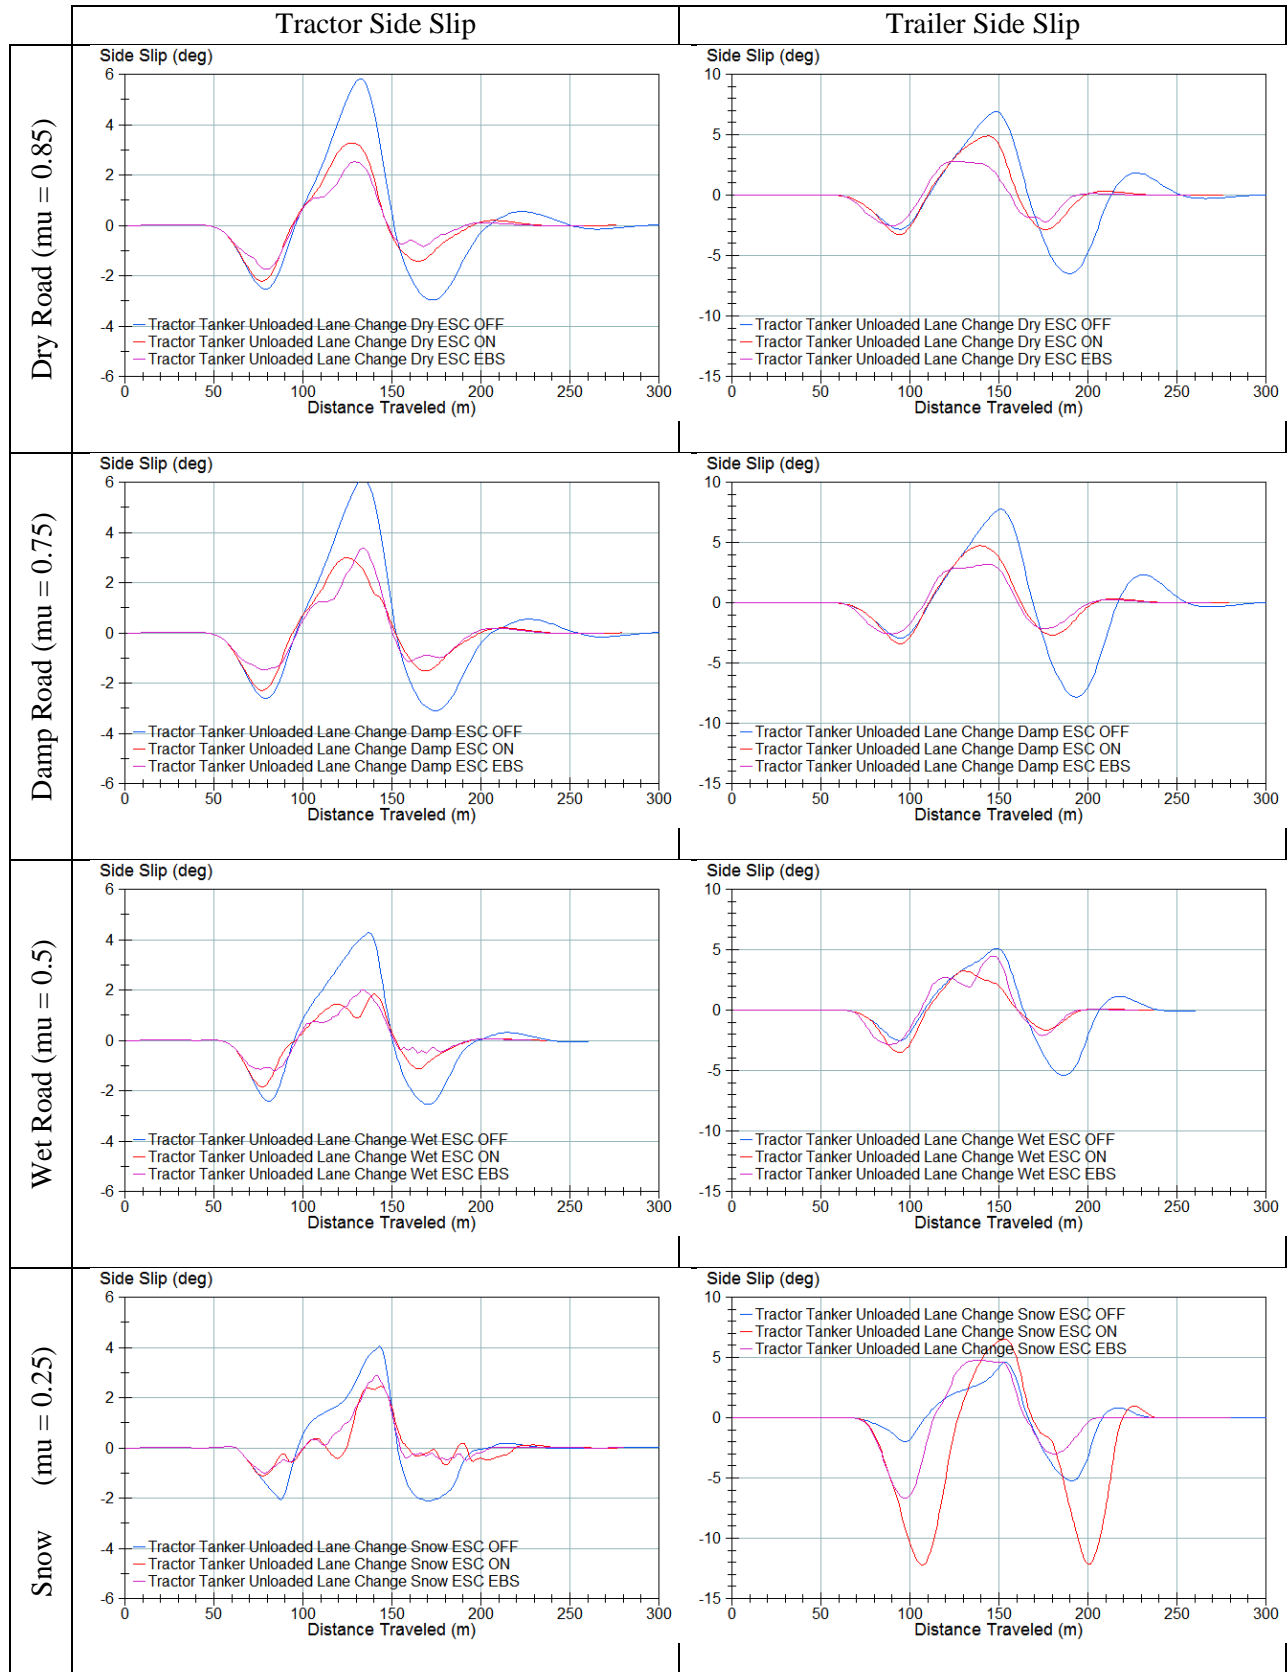 Tractor Side Slip
Trailer Side Slip
Dry Road (mu = 0.85)
Side Slip (deg)
6
4
2
0
-2
-4
-6
Tractor Tanker Unloaded Lane Change Dry ESC OFF
Tractor Tanker Unloaded Lane Change Dry ESC ON
Tractor Tanker Unloaded Lane Change Dry ESC EBS
0 50 100 150 200 250 300
Distance Traveled (m)
Side Slip (deg)
10
5
0
-5
-10
-15
Tractor Tanker Unloaded Lane Change Dry ESC OFF
Tractor Tanker Unloaded Lane Change Dry ESC ON
Tractor Tanker Unloaded Lane Change Dry ESC EBS
0 50 100 150 200 250 300
Distance Traveled (m)
Damp Road (mu = 0.75)
Side Slip (deg)
6
4
2
0
-2
-4
-6
Tractor Tanker Unloaded Lane Change Damp ESC OFF
Tractor Tanker Unloaded Lane Change Damp ESC ON
Tractor Tanker Unloaded Lane Change Damp ESC EBS
0 50 100 150 200 250 300
Distance Traveled (m)
Side Slip (deg)
10
5
0
-5
-10
-15
Tractor Tanker Unloaded Lane Change Damp ESC OFF
Tractor Tanker Unloaded Lane Change Damp ESC ON
Tractor Tanker Unloaded Lane Change Damp ESC EBS
0 50 100 150 200 250 300
Distance Traveled (m)
Wet Road (mu = 0.5)
Side Slip (deg)
6
4
2
0
-2
-4
-6
Tractor Tanker Unloaded Lane Change Wet ESC OFF
Tractor Tanker Unloaded Lane Change Wet ESC ON
Tractor Tanker Unloaded Lane Change Wet ESC EBS
0 50 100 150 200 250 300
Distance Traveled (m)
Side Slip (deg)
10
5
0
-5
-10
-15
Tractor Tanker Unloaded Lane Change Wet ESC OFF
Tractor Tanker Unloaded Lane Change Wet ESC ON
Tractor Tanker Unloaded Lane Change Wet ESC EBS
0 50 100 150 200 250 300
Distance Traveled (m)
Snow (mu = 0.25)
Side Slip (deg)
6
4
2
0
-2
-4
-6
Tractor Tanker Unloaded Lane Change Snow ESC OFF
Tractor Tanker Unloaded Lane Change Snow ESC ON
Tractor Tanker Unloaded Lane Change Snow ESC EBS
0 50 100 150 200 250 300
Distance Traveled (m)
Side Slip (deg)
10
5
0
-5
-10
-15
Tractor Tanker Unloaded Lane Change Snow ESC OFF
Tractor Tanker Unloaded Lane Change Snow ESC ON
Tractor Tanker Unloaded Lane Change Snow ESC EBS
0 50 100 150 200 250 300
Distance Traveled (m)